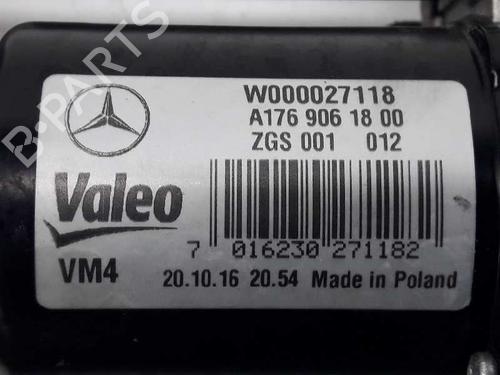 W000027118
A176 906 18 00
ZGS 001 012
Valeo
7 016230 271182
VM4
20.10.16 20.54 Made in Poland
B-PARTS